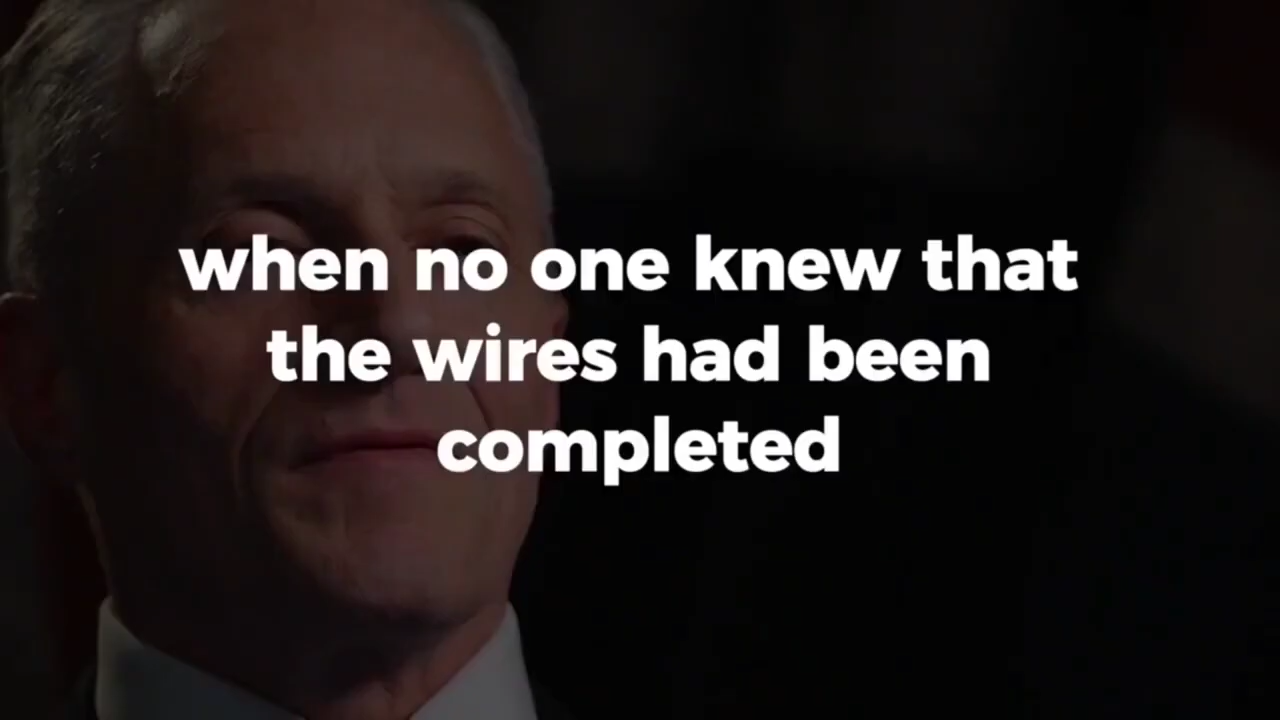 when no one knew that
the wires had been
completed